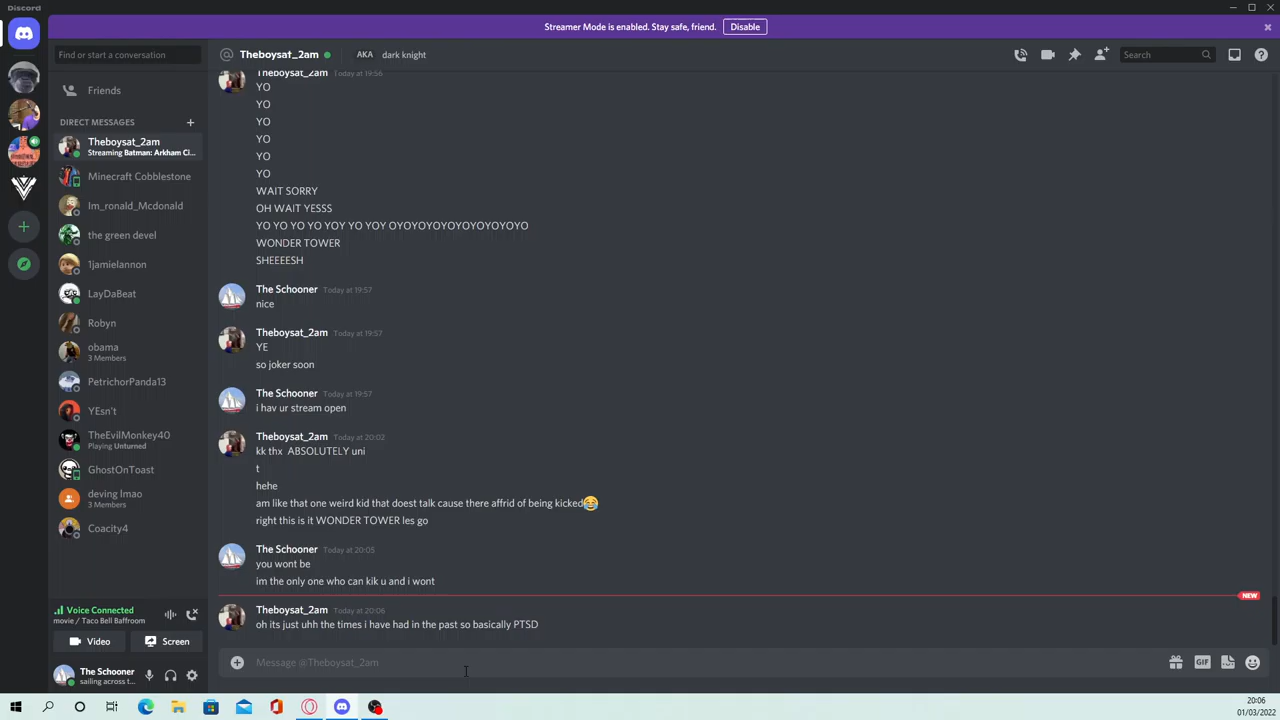 Discord
Streamer Mode is enabled. Stay safe, friend.
Disable
Find or start a conversation
Theboysat_2am
AKA
dark knight
Search
Friends
DIRECT MESSAGES
Theboysat_2am
Streaming Batman: Arkham Ci...
Minecraft Cobblestone
Im_ronald_Mcdonald
the green devel
1jamielannon
LayDaBeat
Robyn
obama
3 Members
PetrichorPanda13
YEsn't
TheEvilMonkey40
Playing Unturned
GhostOnToast
deving lmao
3 Members
Coacity4
Voice Connected
movie / Taco Bell Baffroom
Video
Screen
The Schooner
sailing across t...
Theboysat_2am Today at 19:56
YO
YO
YO
YO
YO
YO
WAIT SORRY
OH WAIT YESSS
YO YO YO YO YOY YO YOY OYOYOYOYOYOYOYOYOYO
WONDER TOWER
SHEEEESH
The Schooner Today at 19:57
nice
Theboysat_2am Today at 19:57
YE
so joker soon
The Schooner Today at 19:57
i hav ur stream open
Theboysat_2am Today at 20:02
kk thx ABSOLUTELY uni
t
hehe
am like that one weird kid that doest talk cause there affrid of being kicked😂
right this is it WONDER TOWER les go
The Schooner Today at 20:05
you wont be
im the only one who can kik u and i wont
NEW
Theboysat_2am Today at 20:06
oh its just uhh the times i have had in the past so basically PTSD
Message @Theboysat_2am
GIF
20:06
01/03/2022